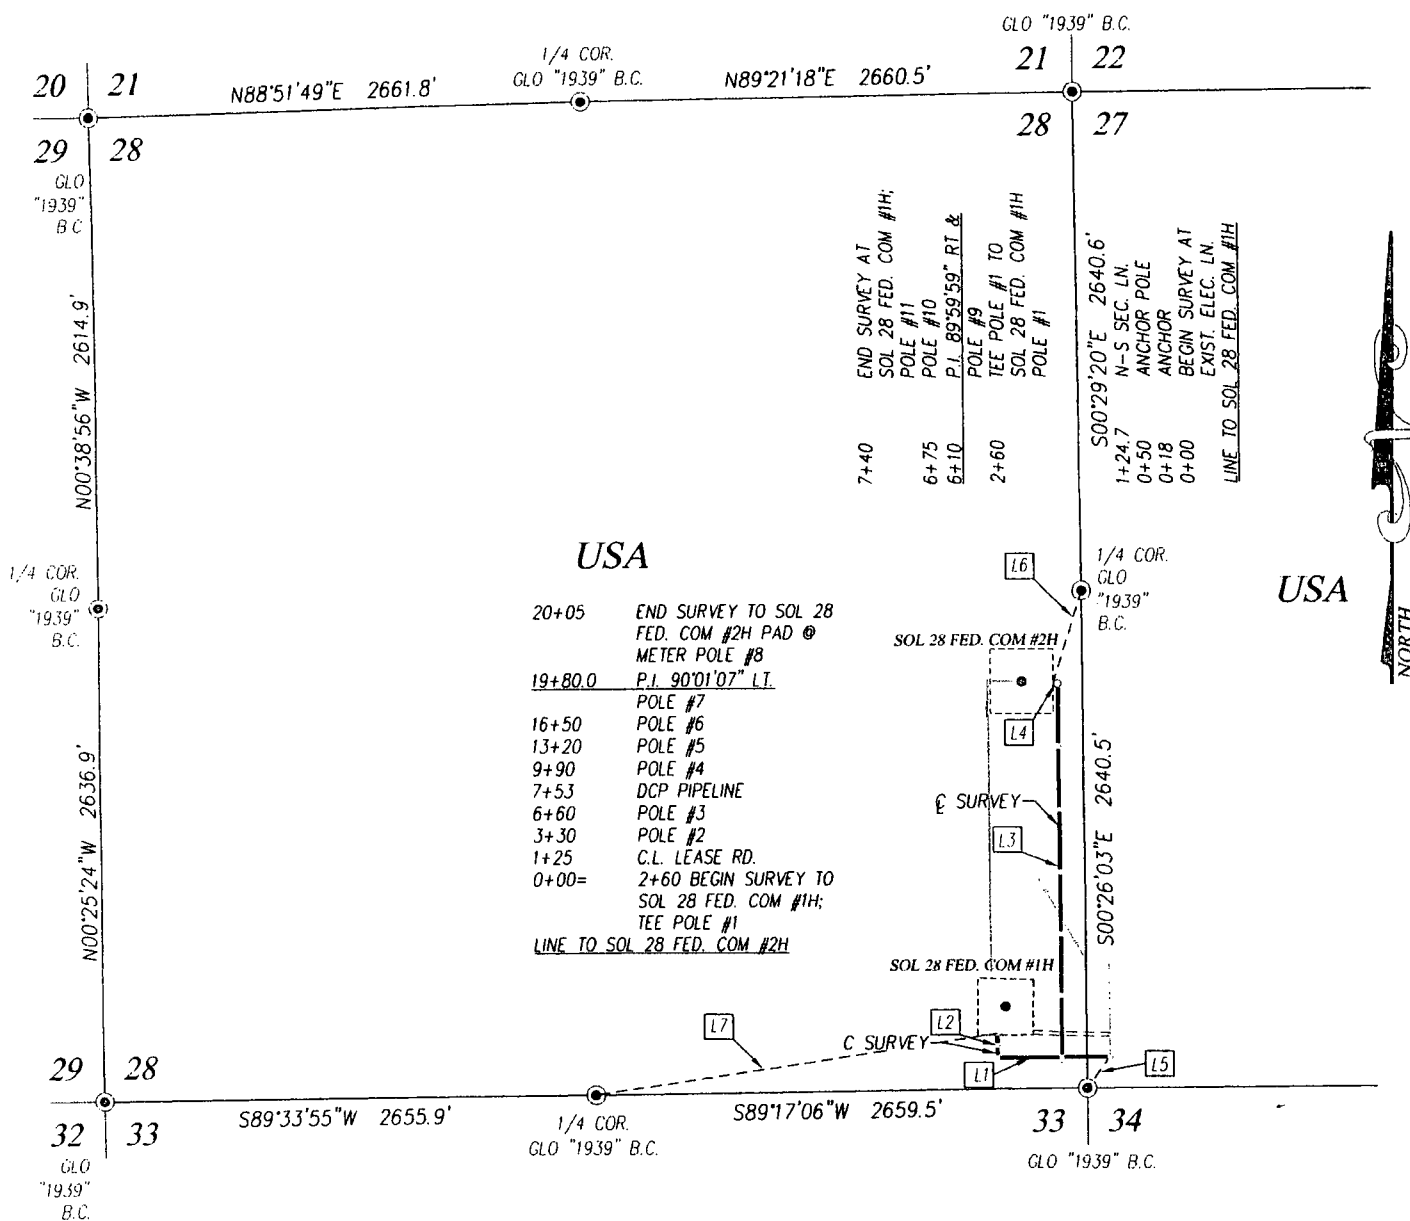 GLO "1939" B.C.
20 21
N88°51'49"E 2661.8'
1/4 COR.
GLO "1939" B.C.
N89°21'18"E 2660.5'
21 22
29 28
28 27
GLO
"1939"
B C
N00°38'56"W 2614.9'
END SURVEY AT
SOL 28 FED. COM #1H;
7+40 POLE #11
6+75 POLE #10
6+10 P.I. 89°59'59" RT &
POLE #9
2+60 TEE POLE #1 TO
SOL 28 FED. COM #1H
POLE #1
S00°29'20"E 2640.6'
1+24.7 N-S SEC. LN.
0+50 ANCHOR POLE
0+18 ANCHOR
0+00 BEGIN SURVEY AT
EXIST. ELEC. LN.
LINE TO SOL 28 FED. COM #1H
NORTH
USA
USA
1/4 COR.
GLO
"1939"
B.C.
L6
1/4 COR.
GLO
"1939"
B.C.
20+05 END SURVEY TO SOL 28
FED. COM #2H PAD @
METER POLE #8
19+80.0 P.I. 90°01'07" LT.
POLE #7
16+50 POLE #6
13+20 POLE #5
9+90 POLE #4
7+53 DCP PIPELINE
6+60 POLE #3
3+30 POLE #2
1+25 C.L. LEASE RD.
0+00= 2+60 BEGIN SURVEY TO
SOL 28 FED. COM #1H;
TEE POLE #1
LINE TO SOL 28 FED. COM #2H
SOL 28 FED. COM #2H
L4
SURVEY
L3
S00°26'03"E 2640.5'
N00°25'24"W 2636.9'
SOL 28 FED. COM #1H
L7
L2
C SURVEY
L1
L5
29 28
S89°33'55"W 2655.9'
S89°17'06"W 2659.5'
32 33
1/4 COR.
GLO "1939" B.C.
33 34
GLO "1939" B.C.
GLO
"1939"
B.C.